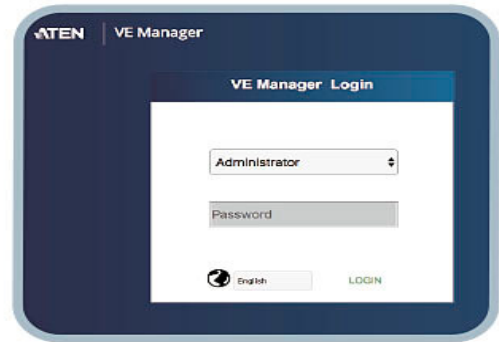 ATEN VE Manager
VE Manager Login
Administrator
Password
English LOGIN